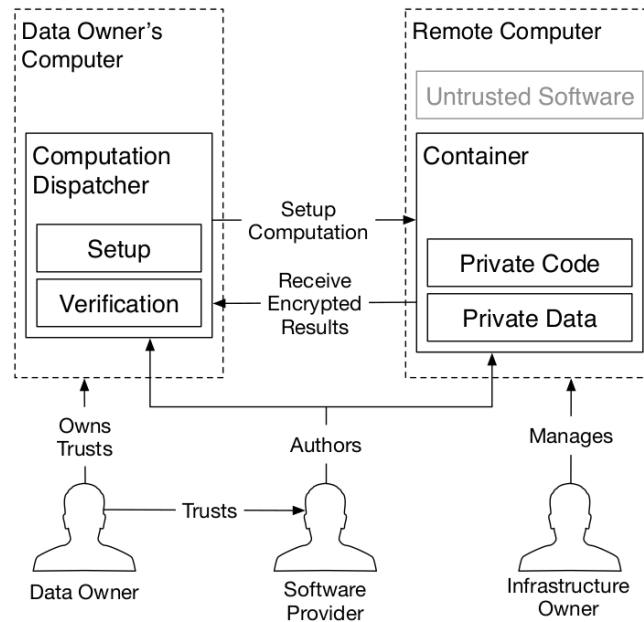 Data Owner's
Computer
Remote Computer
Untrusted Software
Computation
Dispatcher
Container
Setup
Verification
Setup
Computation
Receive
Encrypted
Results
Private Code
Private Data
Owns
Trusts
Authors
Manages
Trusts
Data Owner
Software
Provider
Infrastructure
Owner